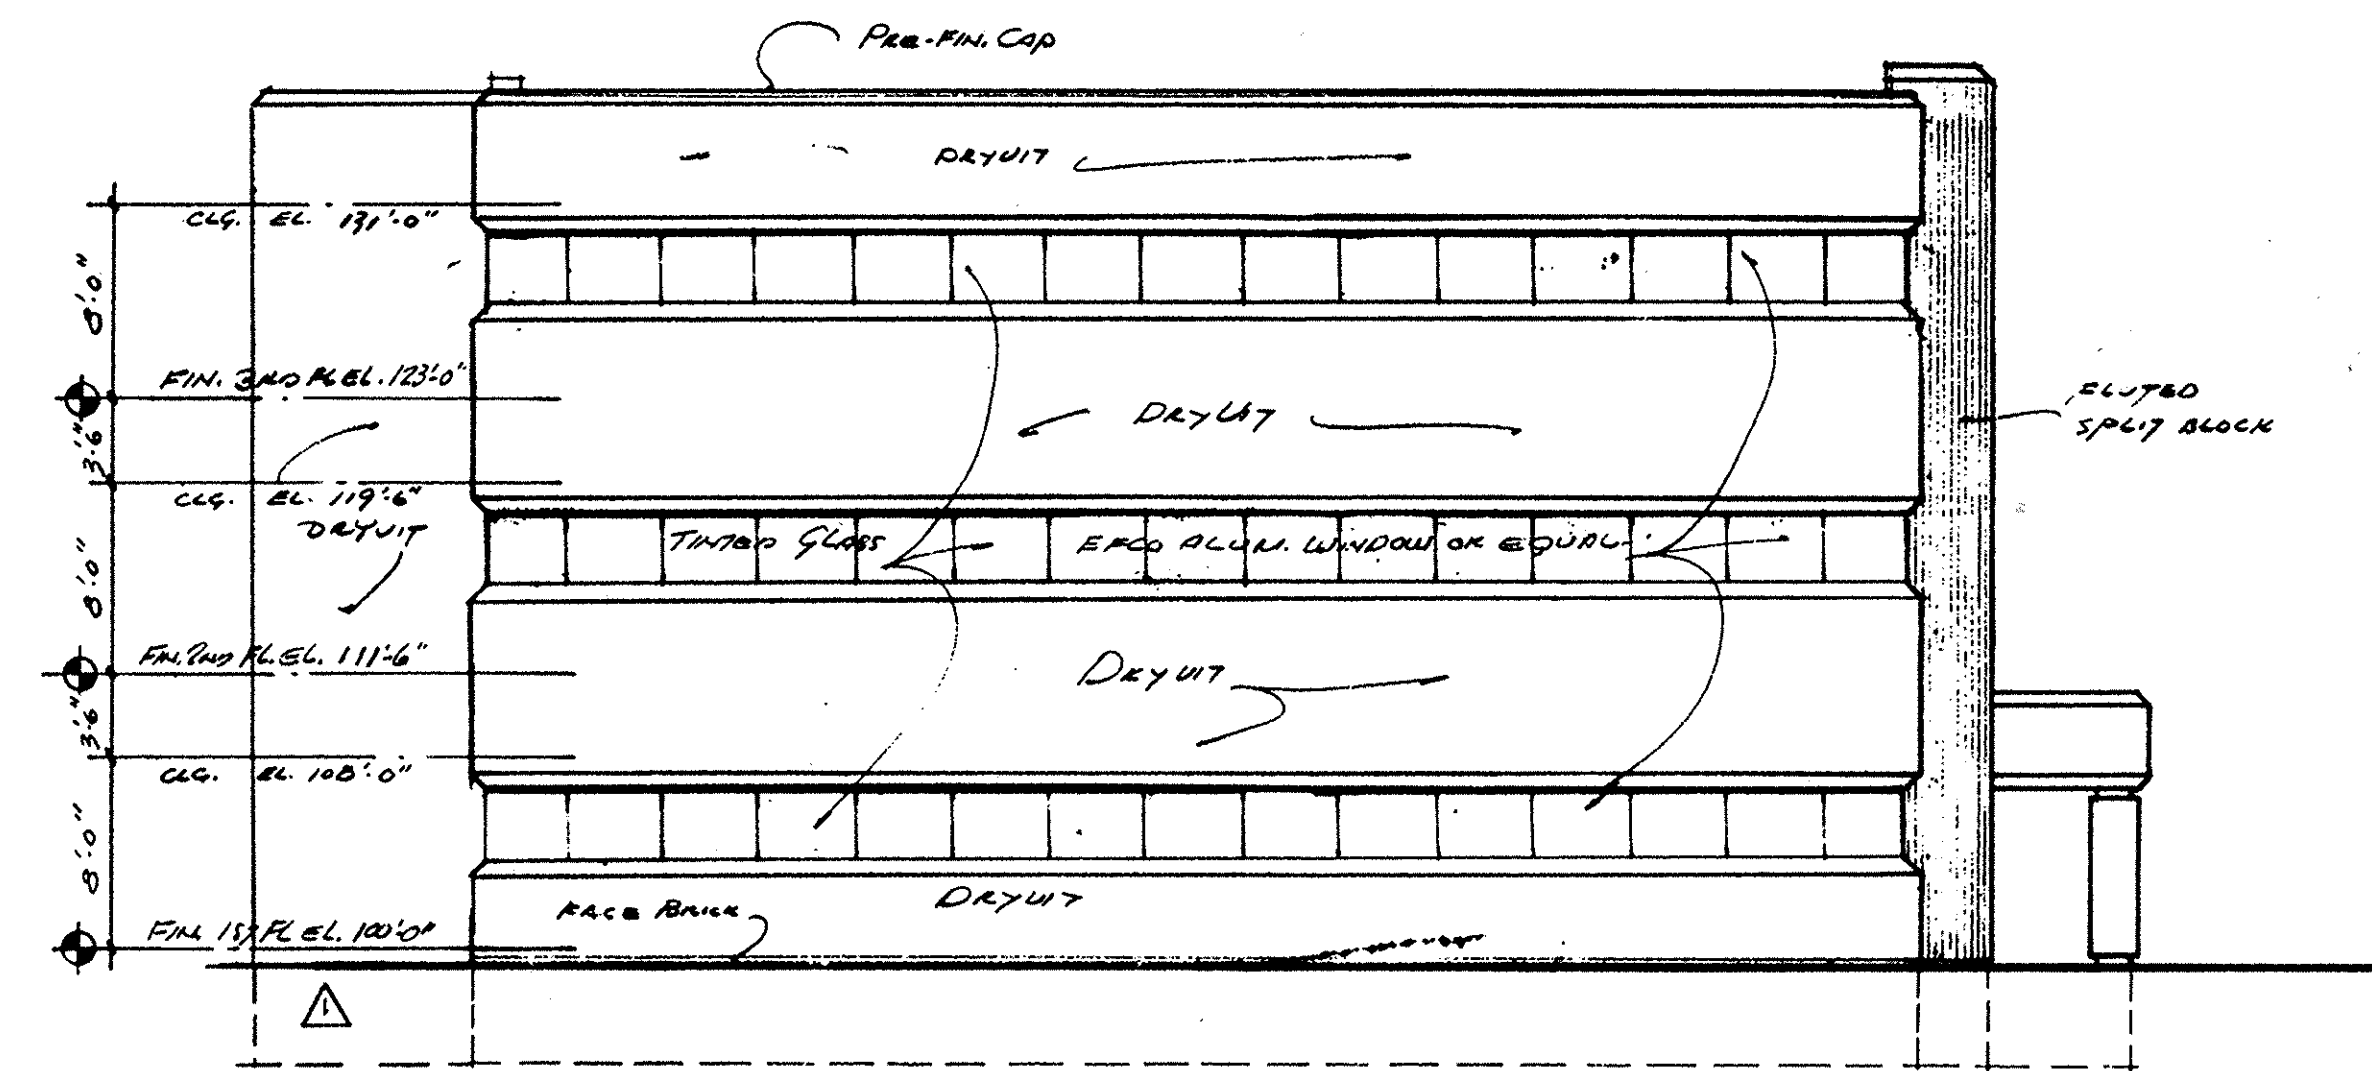 PRE-FIN. CAP
DRYVIT
CLG. EL. 131'-0"
8'-0"
FIN. 3RD FL EL. 123'-0"
DRYVIT
FLUTED
SPLIT BLOCK
3'-6"
CLG. EL. 119'-6"
DRYVIT
TINTED GLASS
EFCO ALUM. WINDOW OR EQUAL
8'-0"
FIN. 2ND FL. EL. 111'-6"
DRYVIT
3'-6"
CLG. EL. 108'-0"
8'-0"
FACE BRICK
DRYVIT
FIN. 1ST FL EL. 100'-0"
1